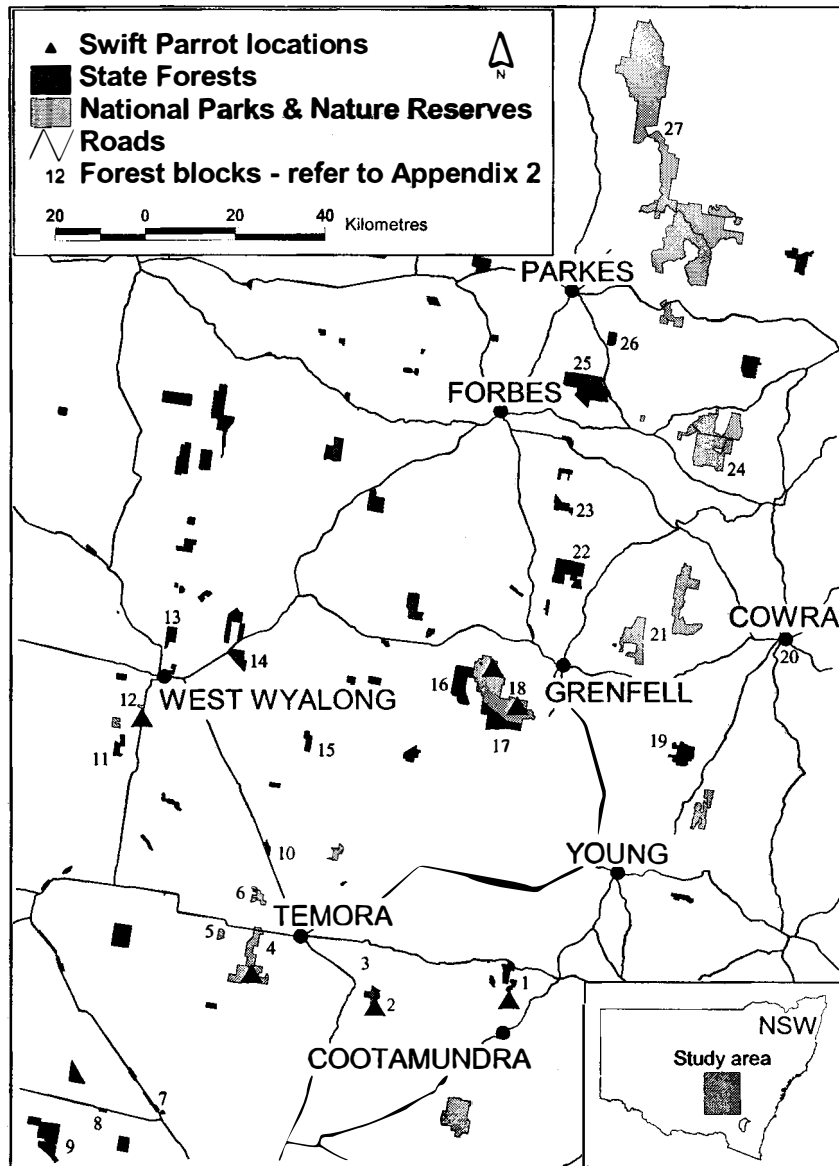 Swift Parrot locations
N
State Forests
National Parks & Nature Reserves
Roads
12 Forest blocks - refer to Appendix 2
20 0 20 40 Kilometres
27
PARKES
26
25
FORBES
24
23
22
COWRA
21
20
13
14
WEST WYALONG
16
18
GRENFELL
12
17
19
11
15
10
YOUNG
6
TEMORA
5
4
3
1
2
NSW
COOTAMUNDRA
Study area
7
8
9